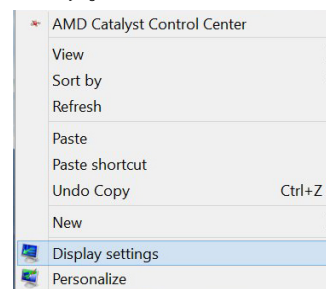 AMD Catalyst Control Center
View
Sort by
Refresh
Paste
Paste shortcut
Undo Copy Ctrl+Z
New
Display settings
Personalize